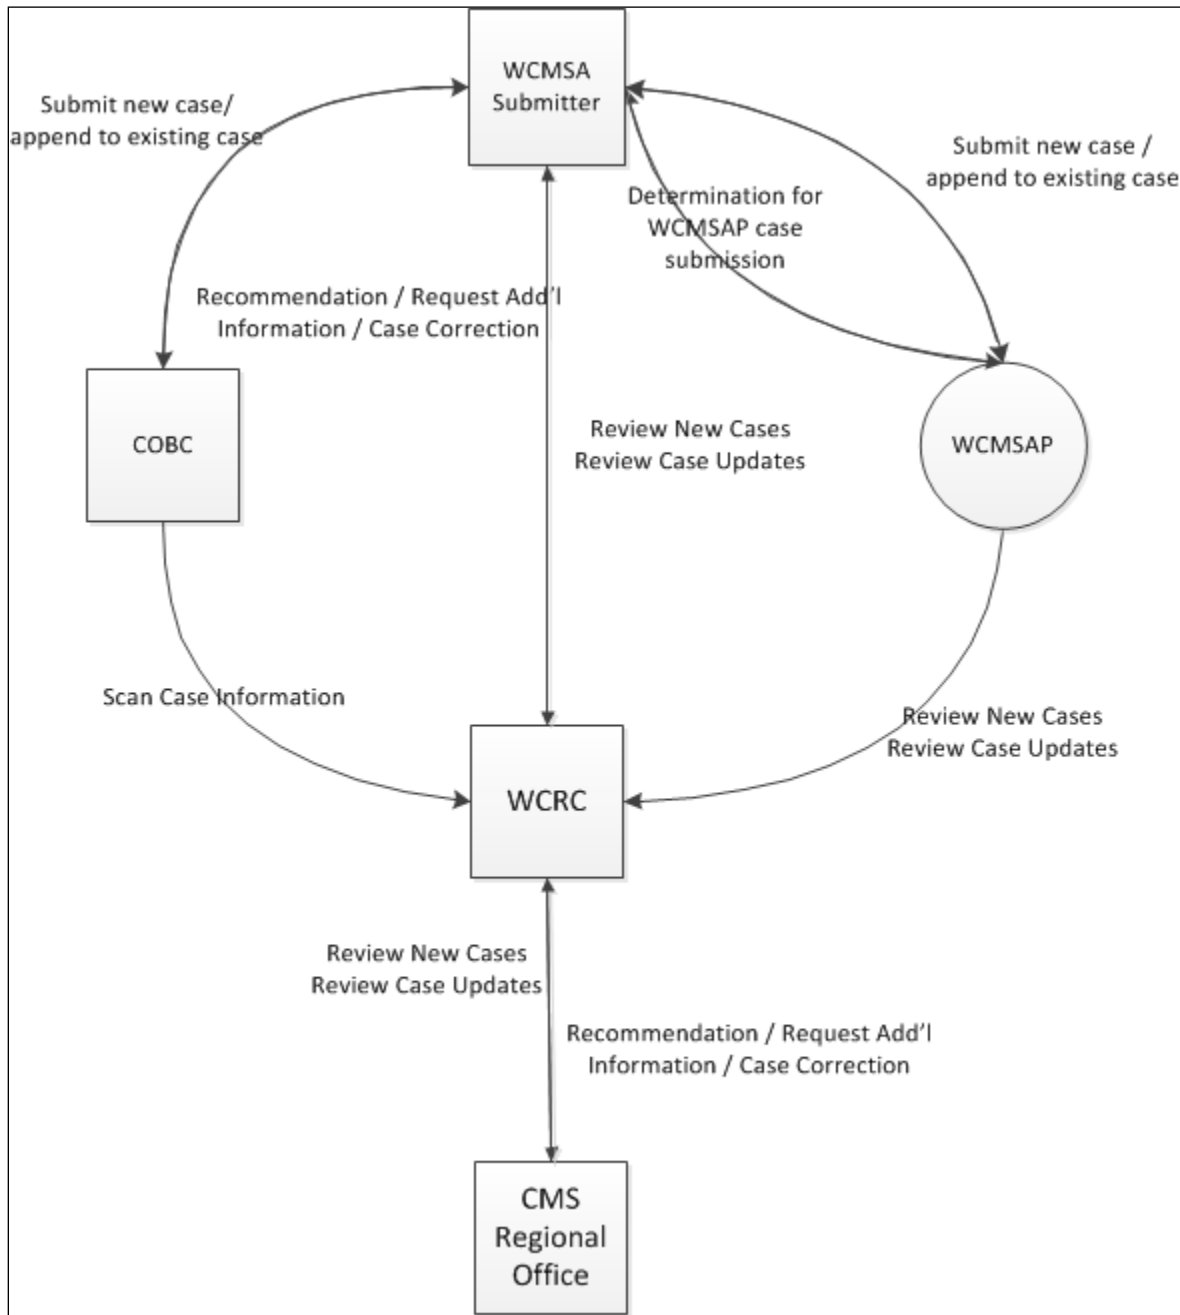 WCMSA
Submitter
Submit new case/
append to existing case
Submit new case /
append to existing case
Determination for
WCMSAP case
submission
Recommendation / Request Add'l
Information / Case Correction
COBC
Review New Cases
Review Case Updates
WCMSAP
Scan Case Information
Review New Cases
Review Case Updates
WCRC
Review New Cases
Review Case Updates
Recommendation / Request Add'l
Information / Case Correction
CMS
Regional
Office